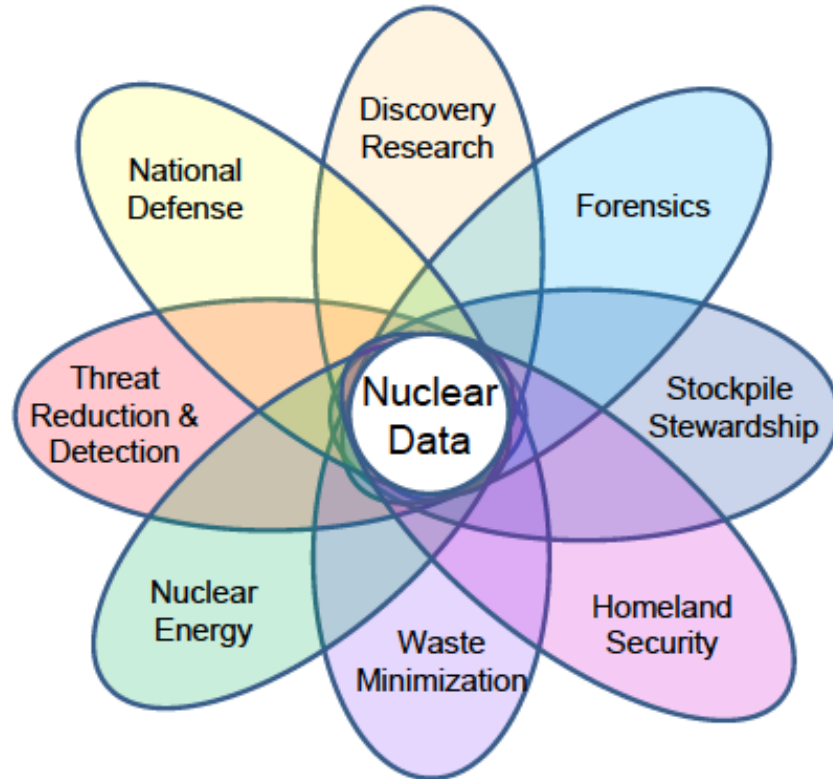 Discovery
Research
National
Defense
Forensics
Threat
Reduction &
Detection
Nuclear
Data
Stockpile
Stewardship
Nuclear
Energy
Waste
Minimization
Homeland
Security